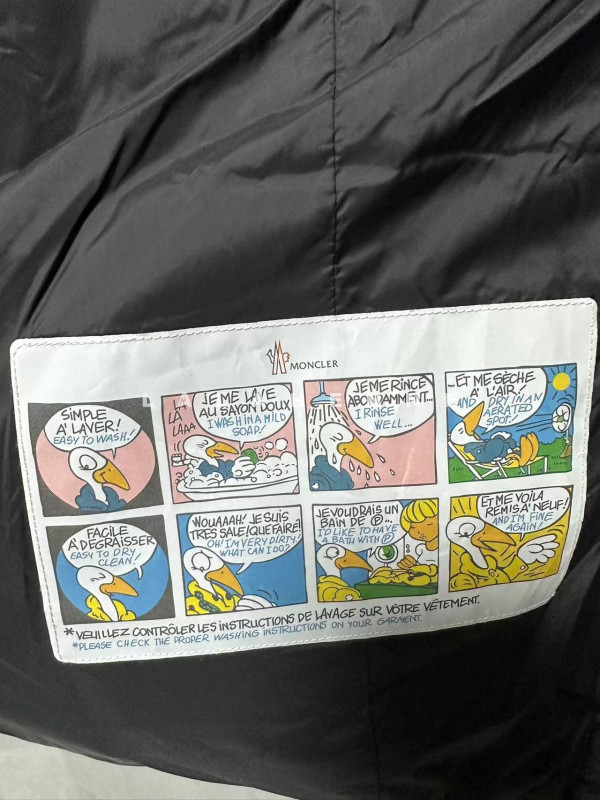 MONCLER
SIMPLE
A' LAVER!
EASY TO WASH!
LA
LA
LAAA
JE ME LAVE
AU SAYON DOUX
I WASH IN A MILD
SOAP!
JE ME RINCE
ABONDAMMENT...
I RINSE
WELL...
...ET ME SÈCHE
A' L'AIR!
AND DRY IN AN
AERATED
SPOT!
FACILE
A' DÉGRAISSER
EASY TO DRY
CLEAN!
WOUAAAH! JE SUIS
TRES SALE! QUE FAIRE!
OH I'M VERY DIRTY!
WHAT CAN I DO?
JE VOUDRAIS UN
BAIN DE Ⓟ...
I'D LIKE TO HAVE
A BATH WITH Ⓟ
ET ME VOILA
REMIS A' NEUF!
AND I'M FINE
AGAIN!
*VEUILLEZ CONTRÔLER LES INSTRUCTIONS DE LAVAGE SUR VÔTRE VÊTEMENT.
*PLEASE CHECK THE PROPER WASHING INSTRUCTIONS ON YOUR GARMENT.